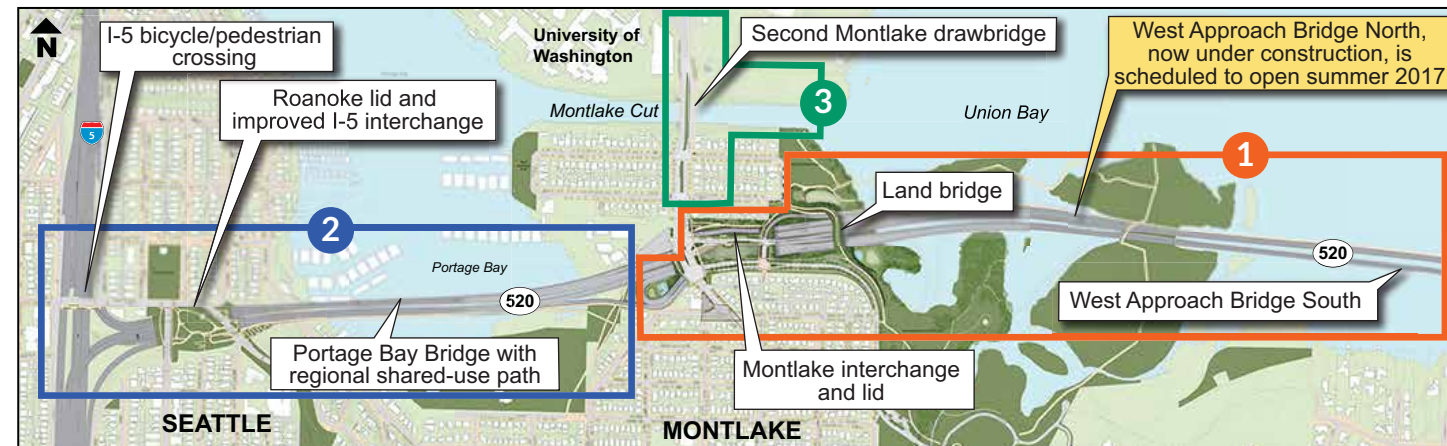 N
I-5 bicycle/pedestrian
crossing
University of
Washington
Second Montlake drawbridge
West Approach Bridge North,
now under construction, is
scheduled to open summer 2017
Roanoke lid and
improved I-5 interchange
Montlake Cut
3
Union Bay
5
1
Land bridge
2
Portage Bay
520
520
West Approach Bridge South
Portage Bay Bridge with
regional shared-use path
Montlake interchange
and lid
SEATTLE
MONTLAKE